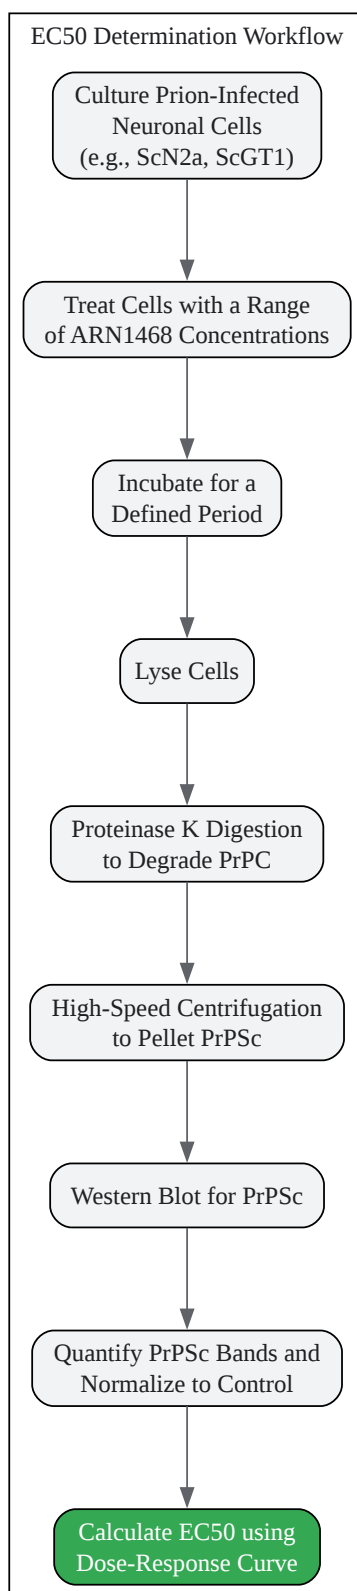 EC50 Determination Workflow
Culture Prion-Infected
Neuronal Cells
(e.g., ScN2a, ScGT1)
Treat Cells with a Range
of ARN1468 Concentrations
Incubate for a
Defined Period
Lyse Cells
Proteinase K Digestion
to Degrade PrPC
High-Speed Centrifugation
to Pellet PrPSc
Western Blot for PrPSc
Quantify PrPSc Bands and
Normalize to Control
Calculate EC50 using
Dose-Response Curve